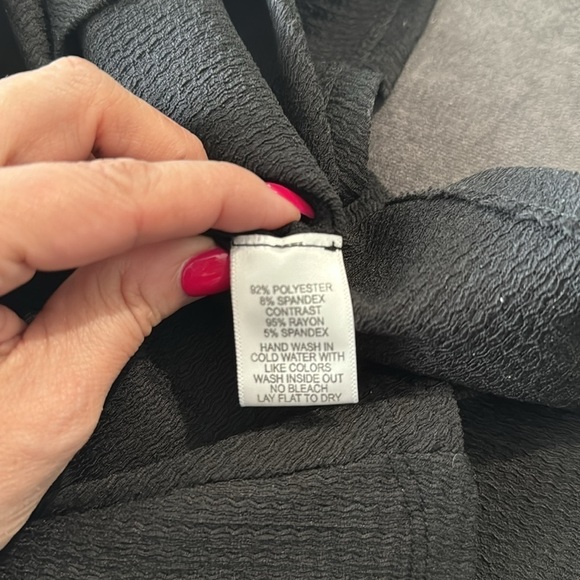 92% POLYESTER
8% SPANDEX
CONTRAST
95% RAYON
5% SPANDEX
HAND WASH IN
COLD WATER WITH
LIKE COLORS
WASH INSIDE OUT
NO BLEACH
LAY FLAT TO DRY